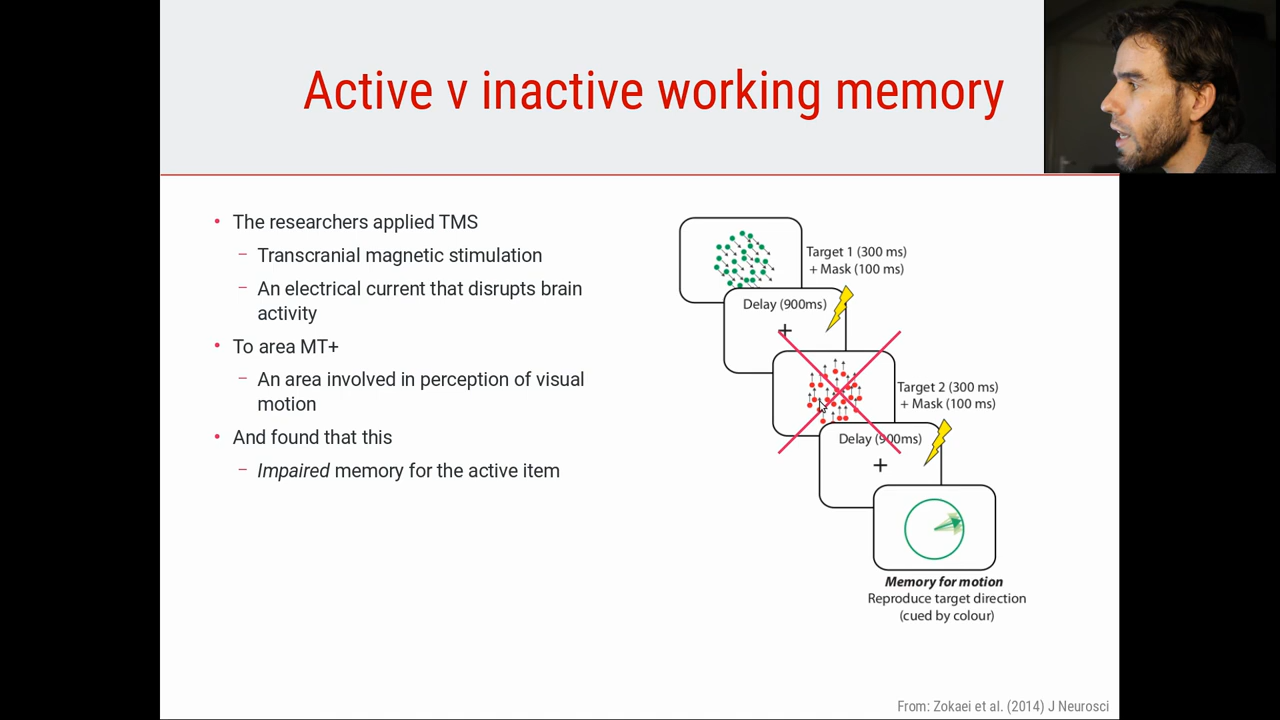 Active v inactive working memory
• The researchers applied TMS
– Transcranial magnetic stimulation
– An electrical current that disrupts brain
activity
• To area MT+
– An area involved in perception of visual
motion
• And found that this
– Impaired memory for the active item
Target 1 (300 ms)
+ Mask (100 ms)
Delay (900ms)
+
Target 2 (300 ms)
+ Mask (100 ms)
Delay (900ms)
+
Memory for motion
Reproduce target direction
(cued by colour)
From: Zokaei et al. (2014) J Neurosci